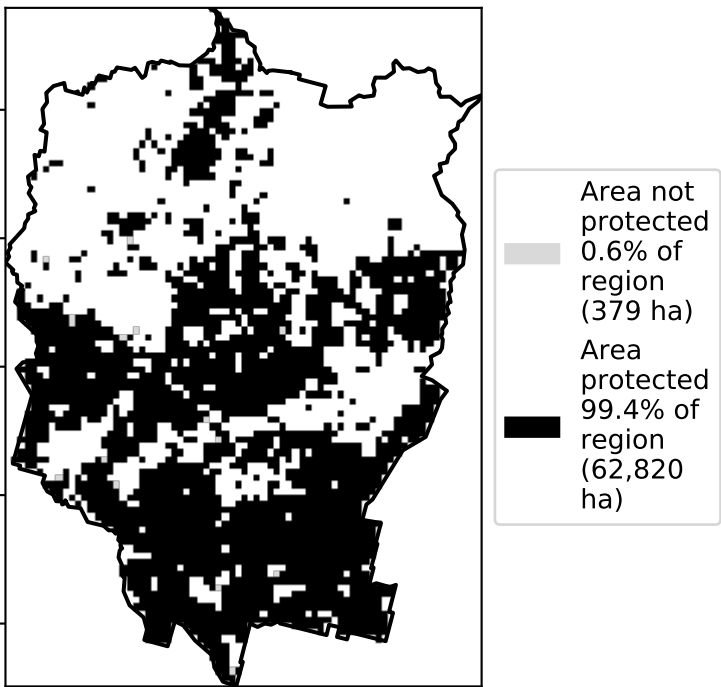 Area not
protected
0.6% of
region
(379 ha)
Area
protected
99.4% of
region
(62,820
ha)